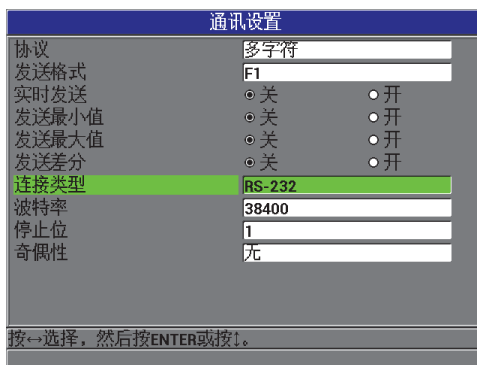 通讯设置
协议 多字符
发送格式 F1
实时发送 关 开
发送最小值 关 开
发送最大值 关 开
发送差分 关 开
连接类型 RS-232
波特率 38400
停止位 1
奇偶性 无
按↔选择，然后按ENTER或按↕。